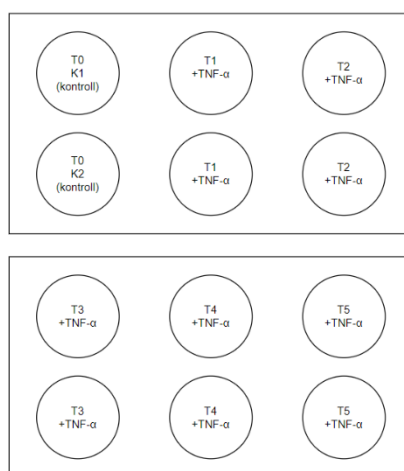 T0
K1
(kontroll)
T1
+TNF-α
T2
+TNF-α
T0
K2
(kontroll)
T1
+TNF-α
T2
+TNF-α
T3
+TNF-α
T4
+TNF-α
T5
+TNF-α
T3
+TNF-α
T4
+TNF-α
T5
+TNF-α